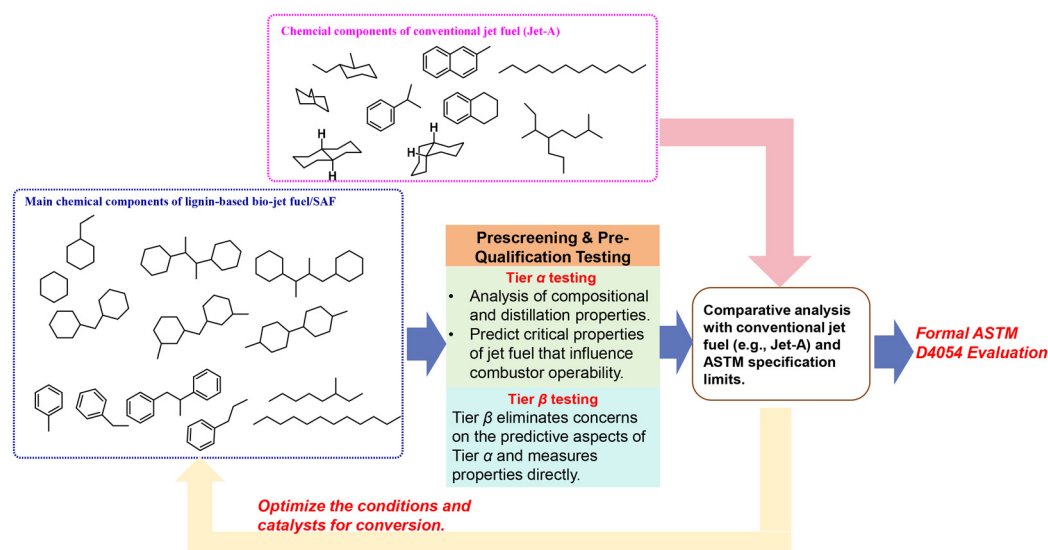 Chemcial components of conventional jet fuel (Jet-A)
H
H
H
H
Main chemical components of lignin-based bio-jet fuel/SAF
Prescreening & Pre-
Qualification Testing
Tier α testing
• Analysis of compositional
and distillation properties.
• Predict critical properties
of jet fuel that influence
combustor operability.
Tier β testing
Tier β eliminates concerns
on the predictive aspects of
Tier α and measures
properties directly.
Comparative analysis
with conventional jet
fuel (e.g., Jet-A) and
ASTM specification
limits.
Formal ASTM
D4054 Evaluation
Optimize the conditions and
catalysts for conversion.